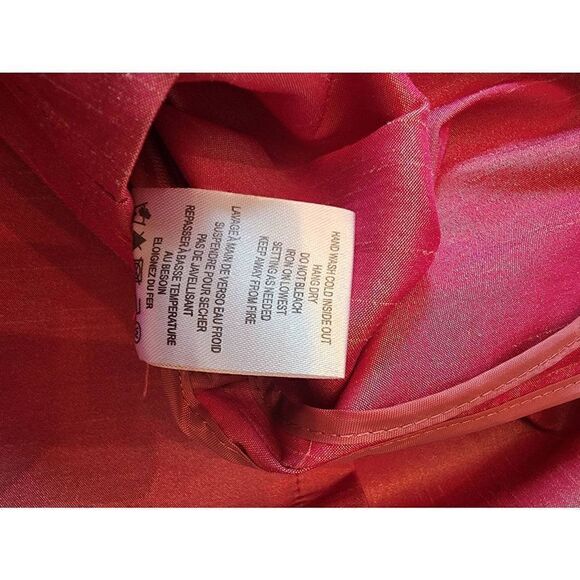 HAND WASH COLD INSIDE OUT
DO NOT BLEACH
HANG DRY
IRON ON LOWEST
SETTING AS NEEDED
KEEP AWAY FROM FIRE
LAVAGE À MAIN DE VERSO EAU FROID
PAS DE JAVELLISANT
SUSPENDRE POUR SECHER
REPASSER À BASSE TEMPERATURE
AU BESOIN
ELOIGNEZ DU FER